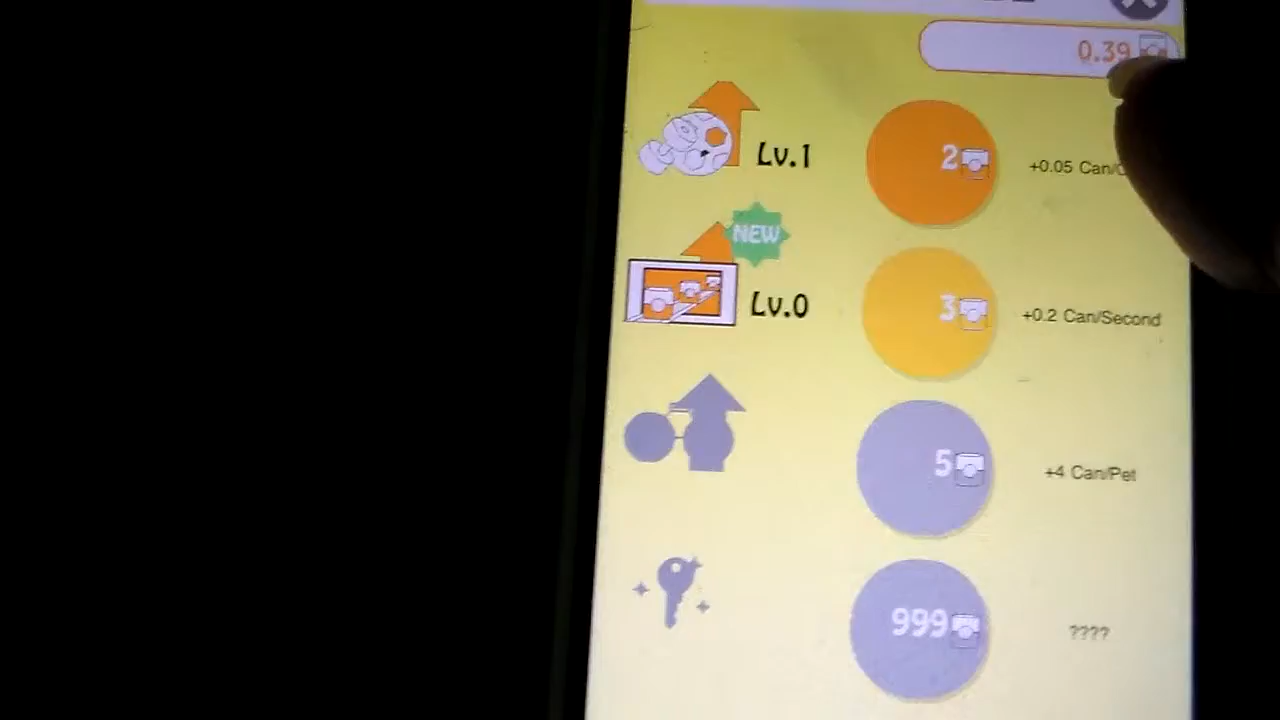 0.39
Lv.1
2
+0.05 Can/
NEW
Lv.0
3
+0.2 Can/Second
5
+4 Can/Pet
999
????